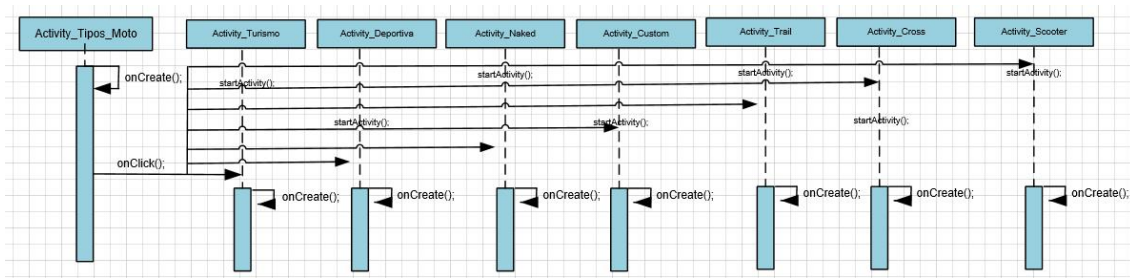 Activity_Tipos_Moto
Activity_Turismo
Activity_Deportiva
Activity_Naked
Activity_Custom
Activity_Trail
Activity_Cross
Activity_Scooter
onCreate();
startActivity();
startActivity();
startActivity();
startActivity();
startActivity();
startActivity();
startActivity();
onClick();
onCreate();
onCreate();
onCreate();
onCreate();
onCreate();
onCreate();
onCreate();